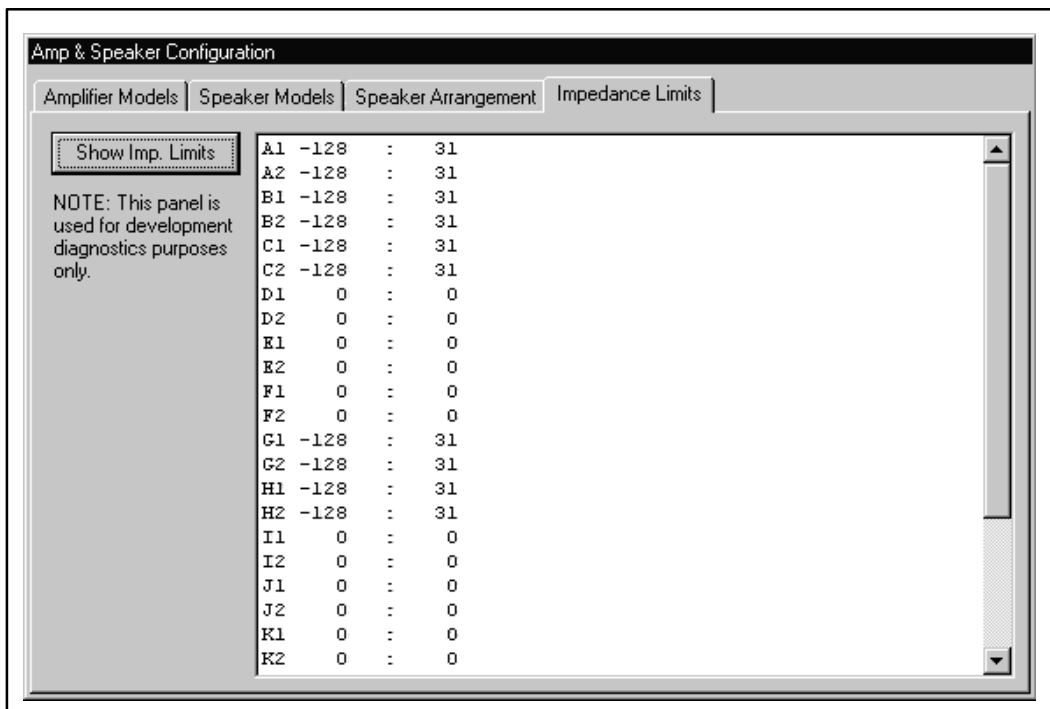 Amp & Speaker Configuration
Amplifier Models Speaker Models Speaker Arrangement Impedance Limits
Show Imp. Limits
NOTE: This panel is
used for development
diagnostics purposes
only.
A1 -128 : 31
A2 -128 : 31
B1 -128 : 31
B2 -128 : 31
C1 -128 : 31
C2 -128 : 31
D1 0 : 0
D2 0 : 0
E1 0 : 0
E2 0 : 0
F1 0 : 0
F2 0 : 0
G1 -128 : 31
G2 -128 : 31
H1 -128 : 31
H2 -128 : 31
I1 0 : 0
I2 0 : 0
J1 0 : 0
J2 0 : 0
K1 0 : 0
K2 0 : 0